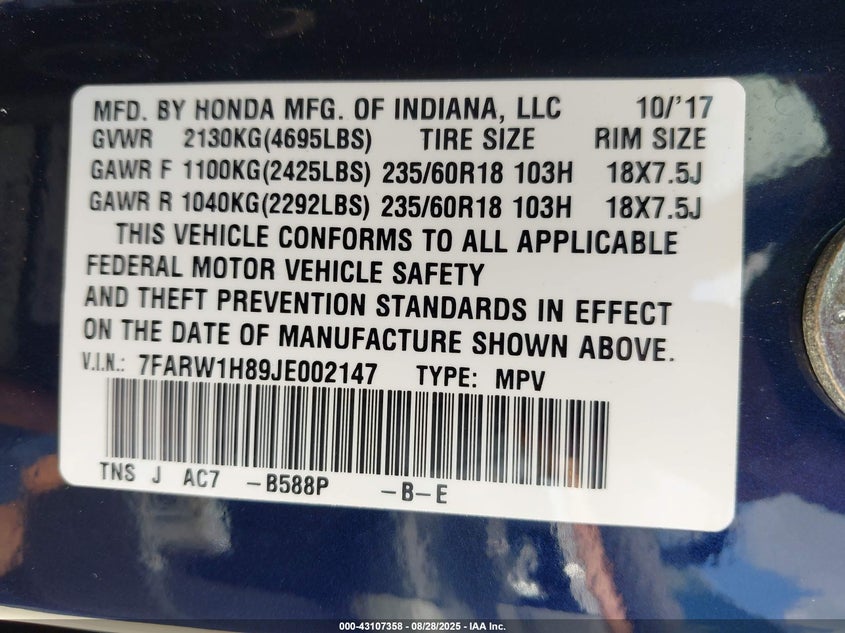 MFD. BY HONDA MFG. OF INDIANA, LLC 10/'17
GVWR 2130KG(4695LBS) TIRE SIZE RIM SIZE
GAWR F 1100KG(2425LBS) 235/60R18 103H 18X7.5J
GAWR R 1040KG(2292LBS) 235/60R18 103H 18X7.5J
THIS VEHICLE CONFORMS TO ALL APPLICABLE
FEDERAL MOTOR VEHICLE SAFETY
AND THEFT PREVENTION STANDARDS IN EFFECT
ON THE DATE OF MANUFACTURE SHOWN ABOVE.
V.I.N.: 7FARW1H89JE002147 TYPE: MPV
TNS J AC7 -B588P -B-E
000-43107358 - 08/28/2025 - IAA Inc.